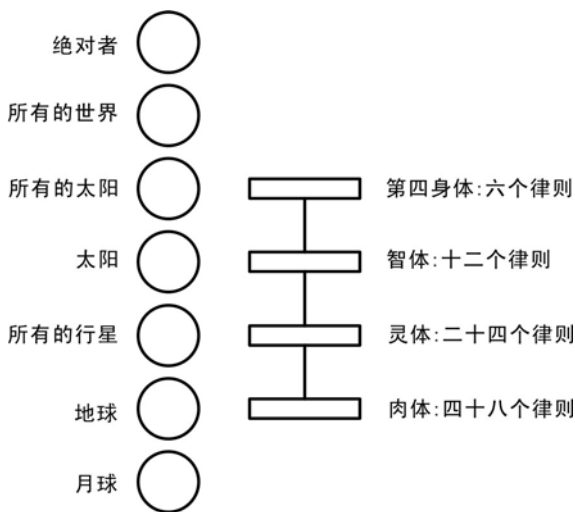 绝对者
所有的世界
所有的太阳
第四身体:六个律则
太阳
智体:十二个律则
所有的行星
灵体:二十四个律则
地球
肉体:四十八个律则
月球